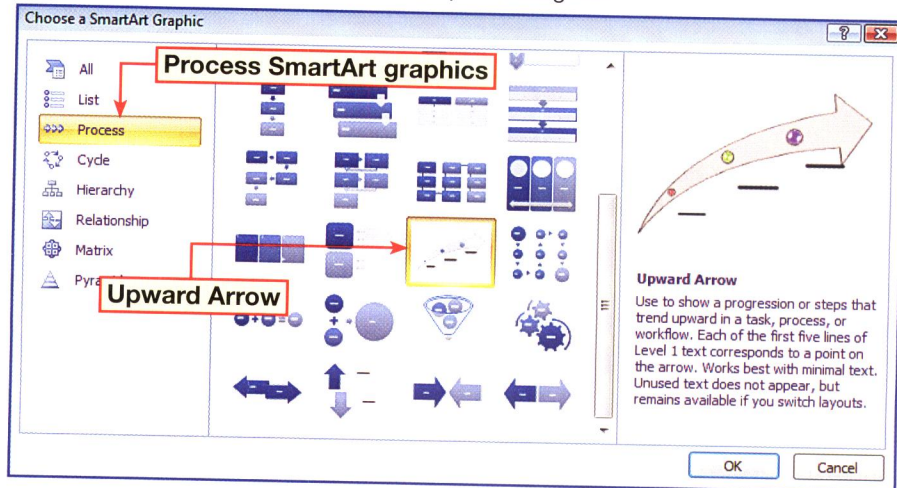 Choose a SmartArt Graphic
All
Process SmartArt graphics
List
Process
Cycle
Hierarchy
Relationship
Matrix
Upward Arrow
Upward Arrow
Use to show a progression or steps that
trend upward in a task, process, or
workflow. Each of the first five lines of
Level 1 text corresponds to a point on
the arrow. Works best with minimal text.
Unused text does not appear, but
remains available if you switch layouts.
OK
Cancel